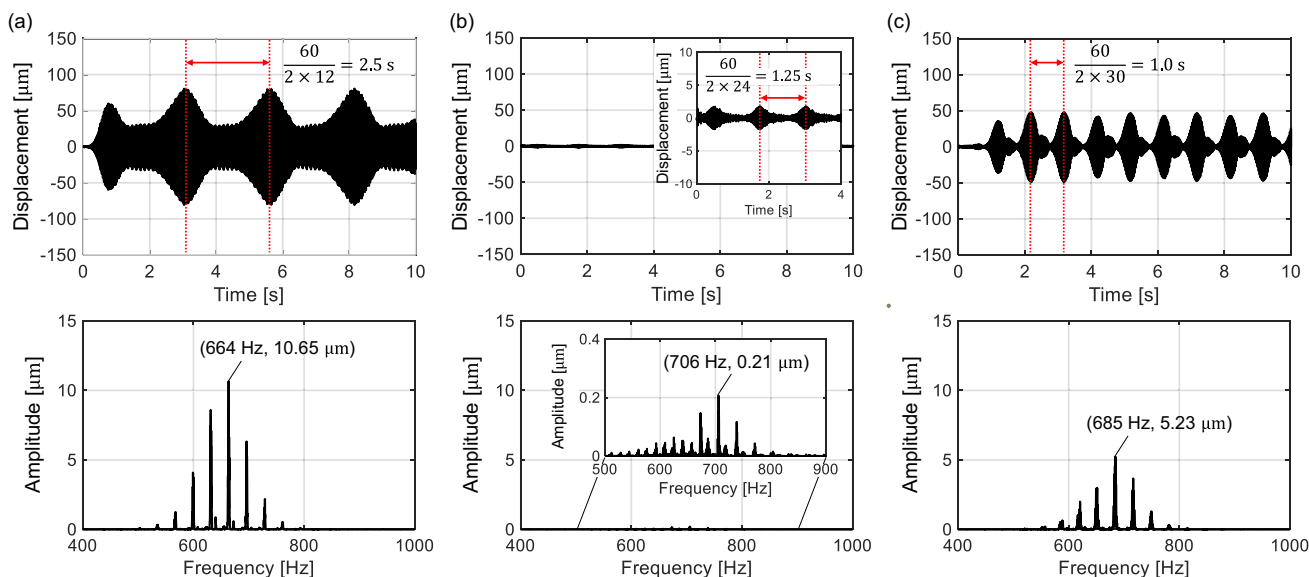 (a)
150
100
50
0
-50
-100
-150
Displacement [μm]
60
2 × 12
= 2.5 s
0 2 4 6 8 10
Time [s]
(b)
150
100
50
0
-50
-100
-150
Displacement [μm]
10
5
0
-5
-10
Displacement [μm]
60
2 × 24
= 1.25 s
0 2 4
Time [s]
0 2 4 6 8 10
Time [s]
(c)
150
100
50
0
-50
-100
-150
Displacement [μm]
60
2 × 30
= 1.0 s
0 2 4 6 8 10
Time [s]
15
10
5
0
Amplitude [μm]
(664 Hz, 10.65 μm)
400 600 800 1000
Frequency [Hz]
15
10
5
0
Amplitude [μm]
0.4
0.2
0
Amplitude [μm]
(706 Hz, 0.21 μm)
500 600 700 800 900
Frequency [Hz]
400 600 800 1000
Frequency [Hz]
15
10
5
0
Amplitude [μm]
(685 Hz, 5.23 μm)
400 600 800 1000
Frequency [Hz]